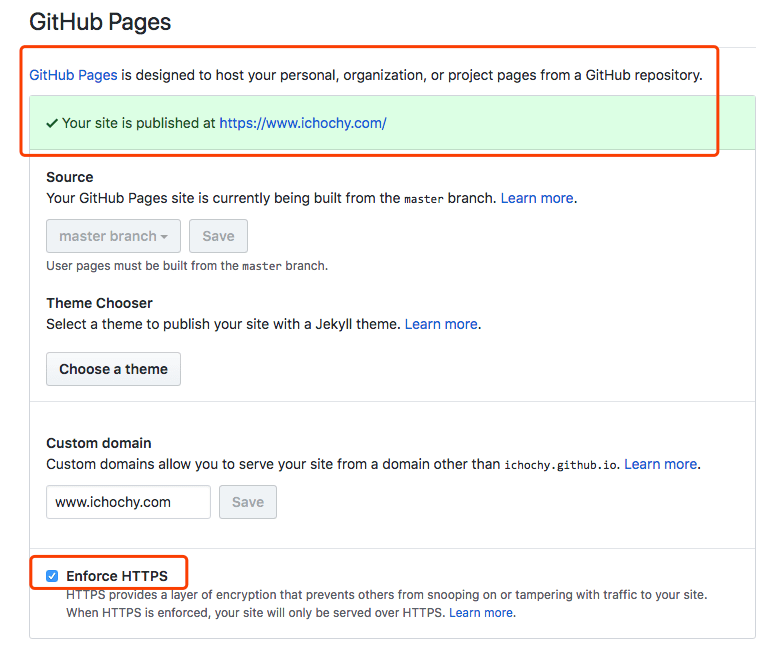 GitHub Pages
GitHub Pages is designed to host your personal, organization, or project pages from a GitHub repository.
✓ Your site is published at https://www.ichochy.com/
Source
Your GitHub Pages site is currently being built from the master branch. Learn more.
master branch Save
User pages must be built from the master branch.
Theme Chooser
Select a theme to publish your site with a Jekyll theme. Learn more.
Choose a theme
Custom domain
Custom domains allow you to serve your site from a domain other than ichochy.github.io. Learn more.
www.ichochy.com Save
Enforce HTTPS
HTTPS provides a layer of encryption that prevents others from snooping on or tampering with traffic to your site.
When HTTPS is enforced, your site will only be served over HTTPS. Learn more.